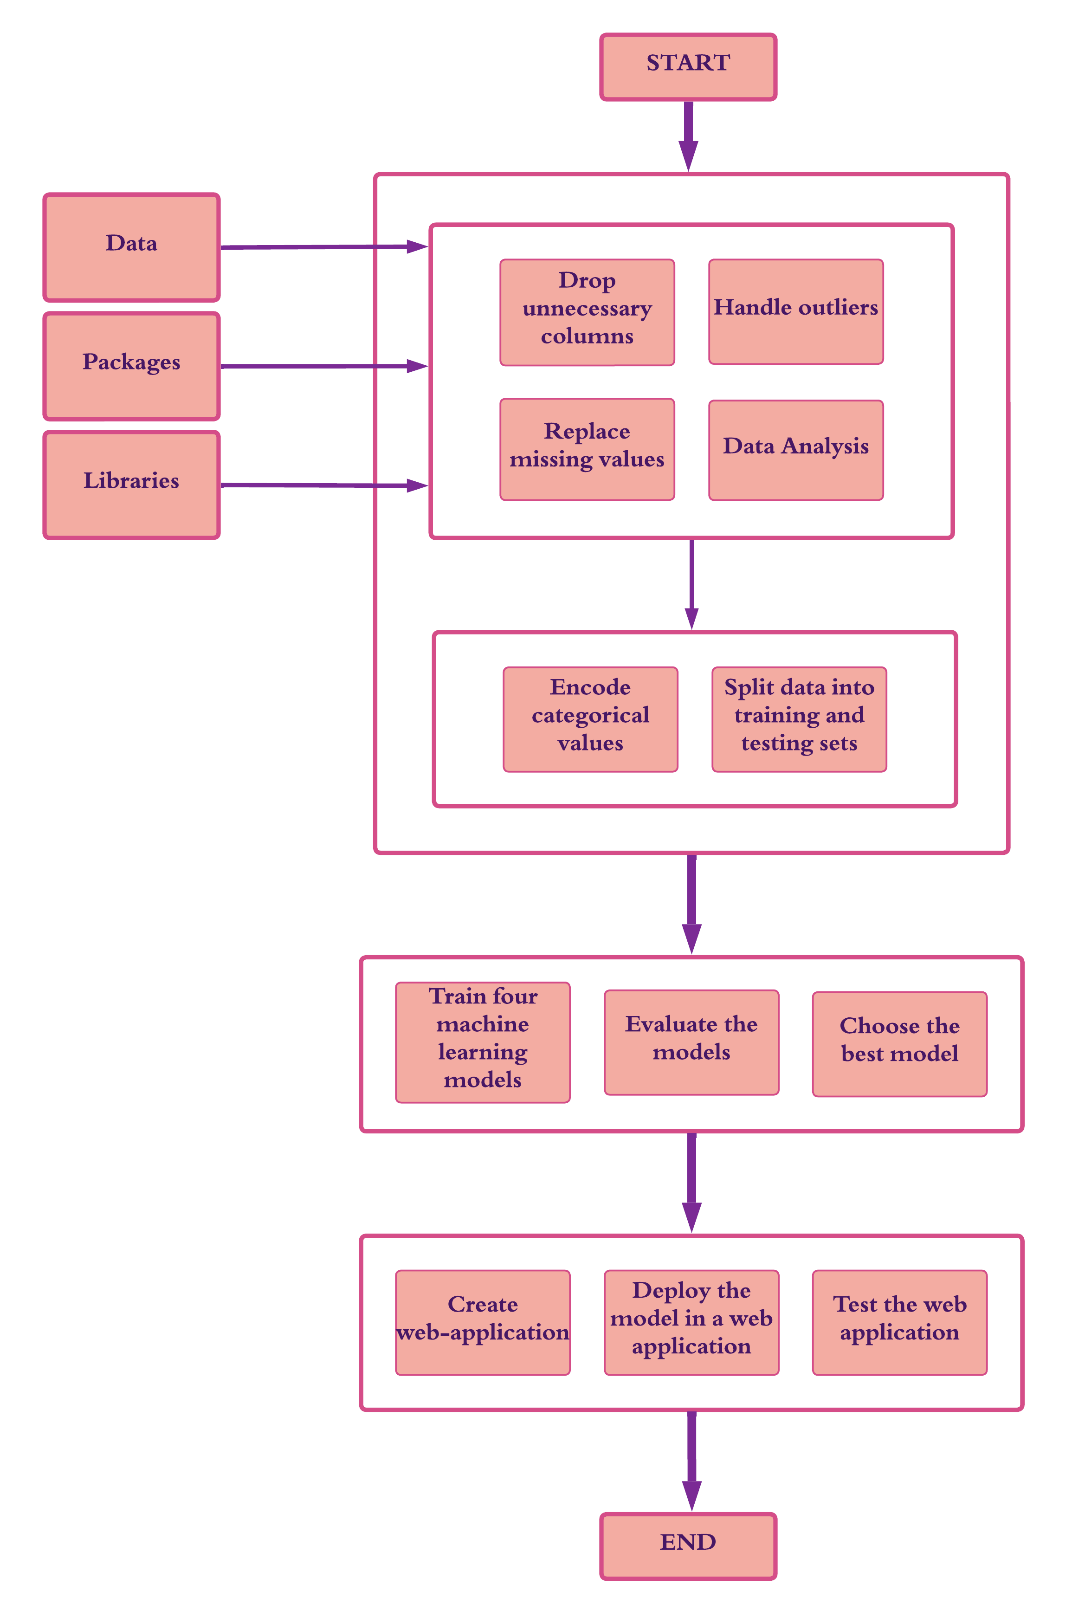 START
Data
Packages
Libraries
Drop
unnecessary
columns
Handle outliers
Replace
missing values
Data Analysis
Encode
categorical
values
Split data into
training and
testing sets
Train four
machine
learning
models
Evaluate the
models
Choose the
best model
Create
web-application
Deploy the
model in a web
application
Test the web
application
END